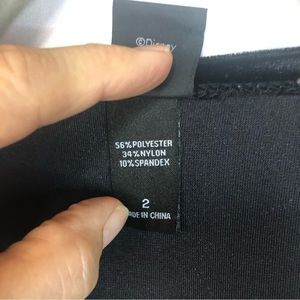 ©Disney
56%POLYESTER
34%NYLON
10%SPANDEX
2
MADE IN CHINA